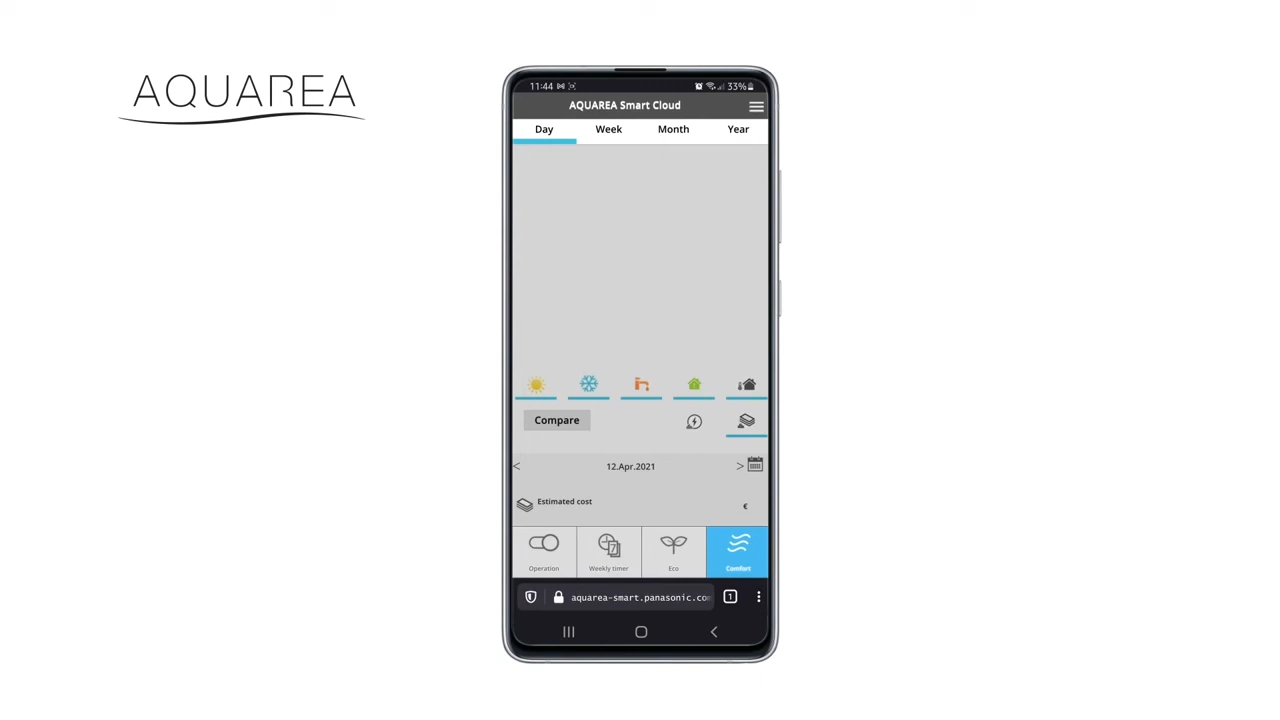 AQUAREA
11:44
33%
AQUAREA Smart Cloud
Day Week Month Year
Compare
< 12.Apr.2021 >
Estimated cost
€
7
Operation Weekly timer Eco Comfort
aquarea-smart.panasonic.com
1